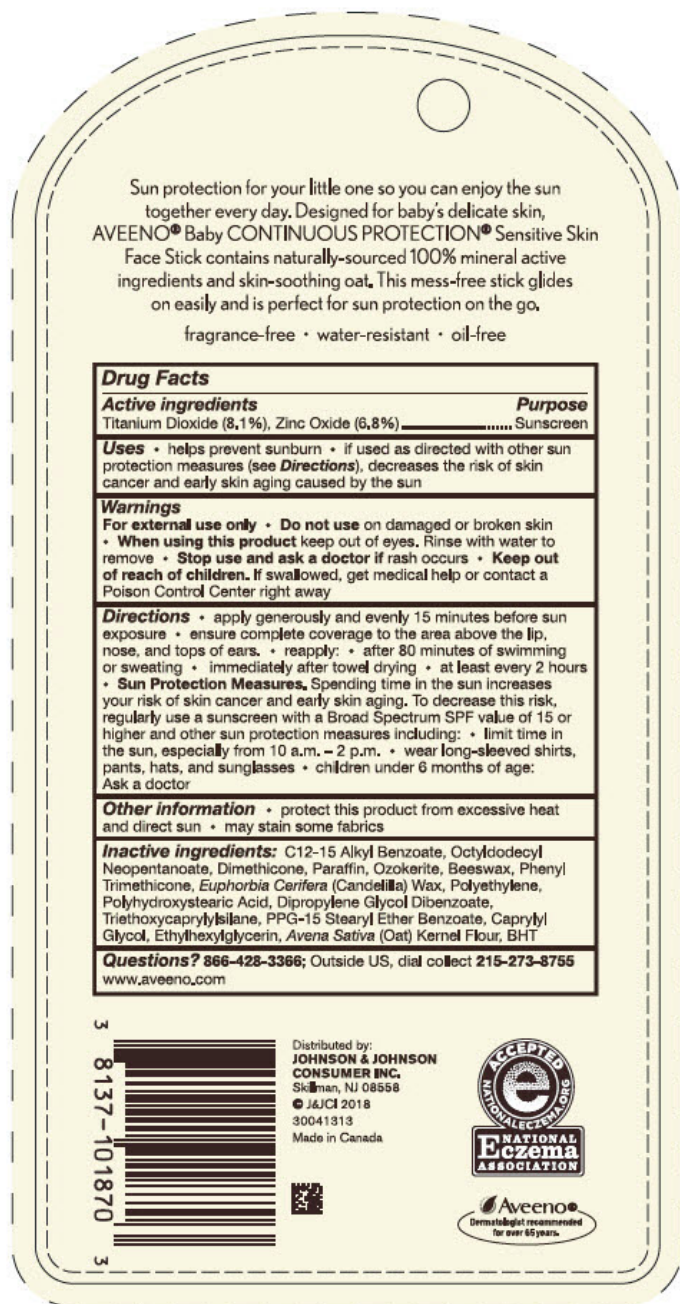 Sun protection for your little one so you can enjoy the sun
together every day. Designed for baby's delicate skin,
AVEENO® Baby CONTINUOUS PROTECTION® Sensitive Skin
Face Stick contains naturally-sourced 100% mineral active
ingredients and skin-soothing oat. This mess-free stick glides
on easily and is perfect for sun protection on the go.
fragrance-free • water-resistant • oil-free
Drug Facts
Active ingredients Purpose
Titanium Dioxide (8.1%), Zinc Oxide (6.8%) ...... Sunscreen
Uses • helps prevent sunburn • if used as directed with other sun
protection measures (see Directions), decreases the risk of skin
cancer and early skin aging caused by the sun
Warnings
For external use only • Do not use on damaged or broken skin
• When using this product keep out of eyes. Rinse with water to
remove • Stop use and ask a doctor if rash occurs • Keep out
of reach of children. If swallowed, get medical help or contact a
Poison Control Center right away
Directions • apply generously and evenly 15 minutes before sun
exposure • ensure complete coverage to the area above the lip,
nose, and tops of ears. • reapply: • after 80 minutes of swimming
or sweating • immediately after towel drying • at least every 2 hours
• Sun Protection Measures. Spending time in the sun increases
your risk of skin cancer and early skin aging. To decrease this risk,
regularly use a sunscreen with a Broad Spectrum SPF value of 15 or
higher and other sun protection measures including: • limit time in
the sun, especially from 10 a.m. – 2 p.m. • wear long-sleeved shirts,
pants, hats, and sunglasses • children under 6 months of age:
Ask a doctor
Other information • protect this product from excessive heat
and direct sun • may stain some fabrics
Inactive ingredients: C12-15 Alkyl Benzoate, Octyldodecyl
Neopentanoate, Dimethicone, Paraffin, Ozokerite, Beeswax, Phenyl
Trimethicone, Euphorbia Cerifera (Candelilla) Wax, Polyethylene,
Polyhydroxystearic Acid, Dipropylene Glycol Dibenzoate,
Triethoxycaprylylsilane, PPG-15 Stearyl Ether Benzoate, Caprylyl
Glycol, Ethylhexylglycerin, Avena Sativa (Oat) Kernel Flour, BHT
Questions? 866-428-3366; Outside US, dial collect 215-273-8755
www.aveeno.com
3 8137-101870 3
Distributed by:
JOHNSON & JOHNSON
CONSUMER INC.
Skillman, NJ 08558
© J&JCI 2018
30041313
Made in Canada
ACCEPTED
e
NATIONALECZEMA.ORG
NATIONAL
Eczema
ASSOCIATION
Aveeno®
Dermatologist recommended
for over 65 years.